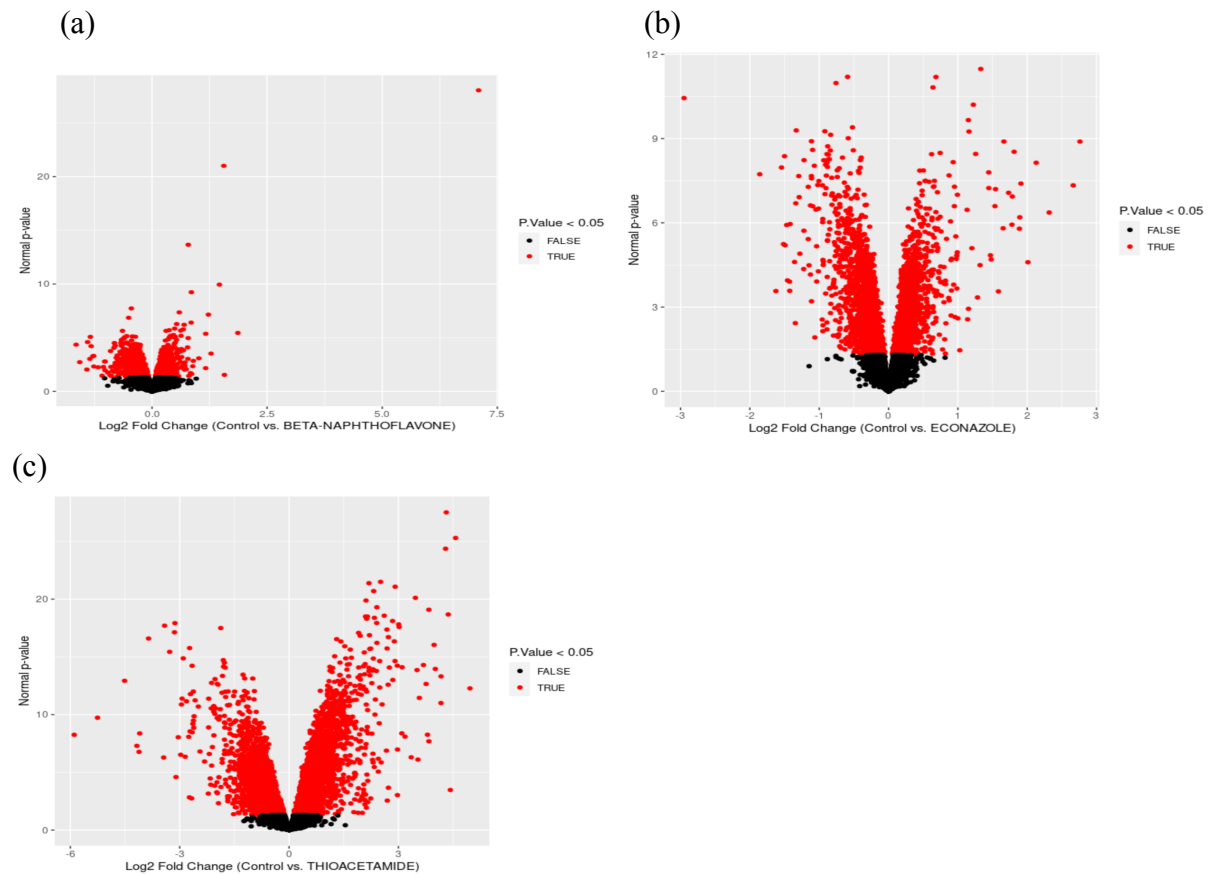 (a)
20
10
0
0.0
2.5
5.0
7.5
Normal p-value
Log2 Fold Change (Control vs. BETA-NAPHTHOFLAVONE)
P.Value < 0.05
FALSE
TRUE
(b)
12
9
6
3
0
-3
-2
-1
0
1
2
3
Normal p-value
Log2 Fold Change (Control vs. ECONAZOLE)
P.Value < 0.05
FALSE
TRUE
(c)
20
10
0
-6
-3
0
3
Normal p-value
Log2 Fold Change (Control vs. THIOACETAMIDE)
P.Value < 0.05
FALSE
TRUE